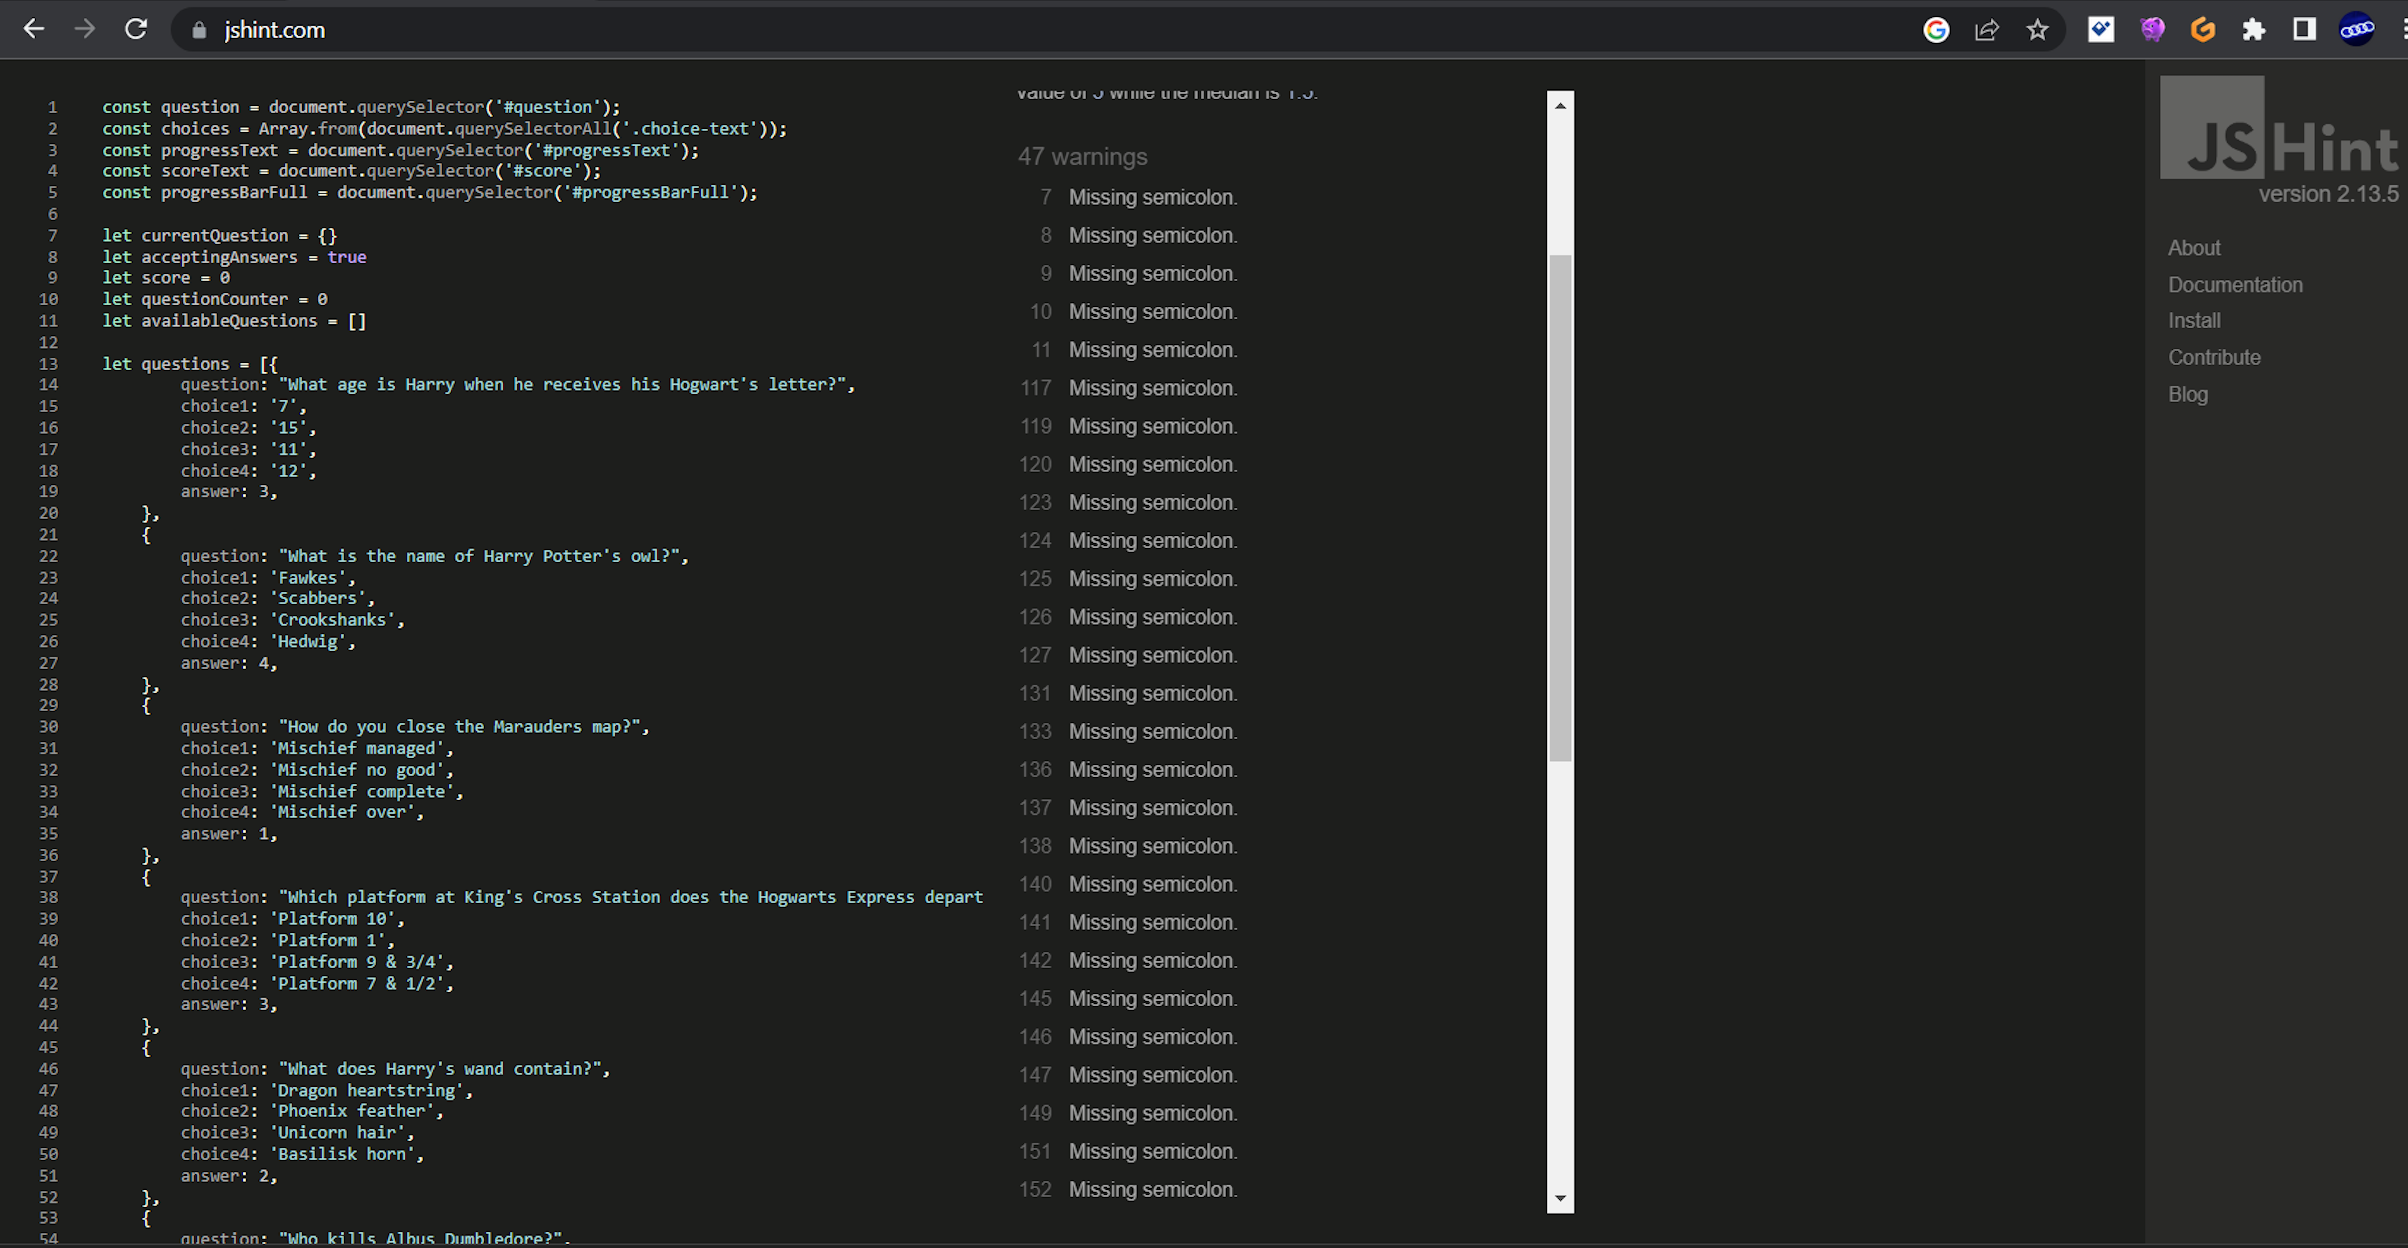 jshint.com
1 const question = document.querySelector('#question');
2 const choices = Array.from(document.querySelectorAll('.choice-text'));
3 const progressText = document.querySelector('#progressText');
4 const scoreText = document.querySelector('#score');
5 const progressBarFull = document.querySelector('#progressBarFull');
6
7 let currentQuestion = {}
8 let acceptingAnswers = true
9 let score = 0
10 let questionCounter = 0
11 let availableQuestions = []
12
13 let questions = [{
14 question: "What age is Harry when he receives his Hogwart's letter?",
15 choice1: '7',
16 choice2: '15',
17 choice3: '11',
18 choice4: '12',
19 answer: 3,
20 },
21 {
22 question: "What is the name of Harry Potter's owl?",
23 choice1: 'Fawkes',
24 choice2: 'Scabbers',
25 choice3: 'Crookshanks',
26 choice4: 'Hedwig',
27 answer: 4,
28 },
29 {
30 question: "How do you close the Marauders map?",
31 choice1: 'Mischief managed',
32 choice2: 'Mischief no good',
33 choice3: 'Mischief complete',
34 choice4: 'Mischief over',
35 answer: 1,
36 },
37 {
38 question: "Which platform at King's Cross Station does the Hogwarts Express depart
39 choice1: 'Platform 10',
40 choice2: 'Platform 1',
41 choice3: 'Platform 9 & 3/4',
42 choice4: 'Platform 7 & 1/2',
43 answer: 3,
44 },
45 {
46 question: "What does Harry's wand contain?",
47 choice1: 'Dragon heartstring',
48 choice2: 'Phoenix feather',
49 choice3: 'Unicorn hair',
50 choice4: 'Basilisk horn',
51 answer: 2,
52 },
53 {
54 question: "Who kills Albus Dumbledore?",
value of 5 while the median is 1.5.
47 warnings
7 Missing semicolon.
8 Missing semicolon.
9 Missing semicolon.
10 Missing semicolon.
11 Missing semicolon.
117 Missing semicolon.
119 Missing semicolon.
120 Missing semicolon.
123 Missing semicolon.
124 Missing semicolon.
125 Missing semicolon.
126 Missing semicolon.
127 Missing semicolon.
131 Missing semicolon.
133 Missing semicolon.
136 Missing semicolon.
137 Missing semicolon.
138 Missing semicolon.
140 Missing semicolon.
141 Missing semicolon.
142 Missing semicolon.
145 Missing semicolon.
146 Missing semicolon.
147 Missing semicolon.
149 Missing semicolon.
151 Missing semicolon.
152 Missing semicolon.
JSHint
version 2.13.5
About
Documentation
Install
Contribute
Blog